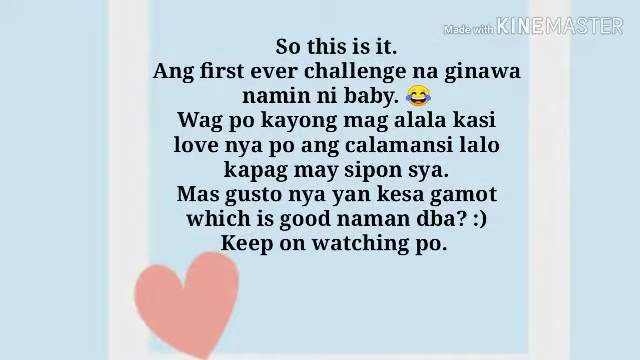 Made with KINEMASTER
So this is it.
Ang first ever challenge na ginawa
namin ni baby. 😂
Wag po kayong mag alala kasi
love nya po ang calamansi lalo
kapag may sipon sya.
Mas gusto nya yan kesa gamot
which is good naman dba? :)
Keep on watching po.